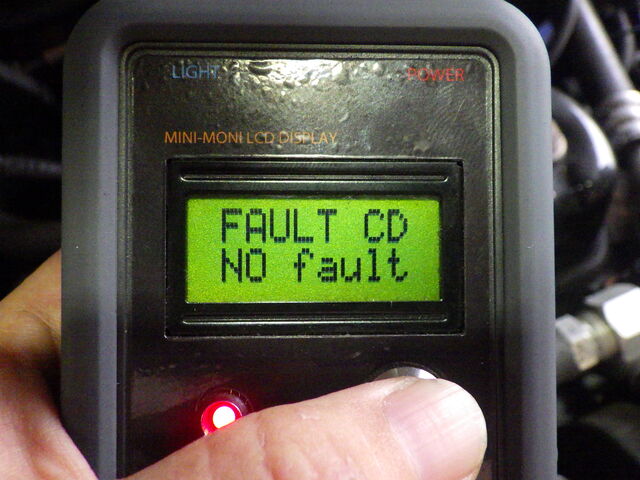 LIGHT
POWER
MINI-MONI LCD DISPLAY
FAULT CD
NO fault